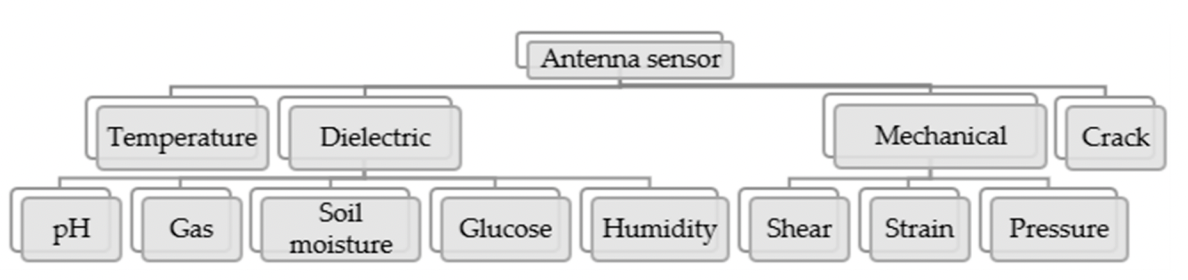 Antenna sensor
Temperature
Dielectric
Mechanical
Crack
pH
Gas
Soil
moisture
Glucose
Humidity
Shear
Strain
Pressure